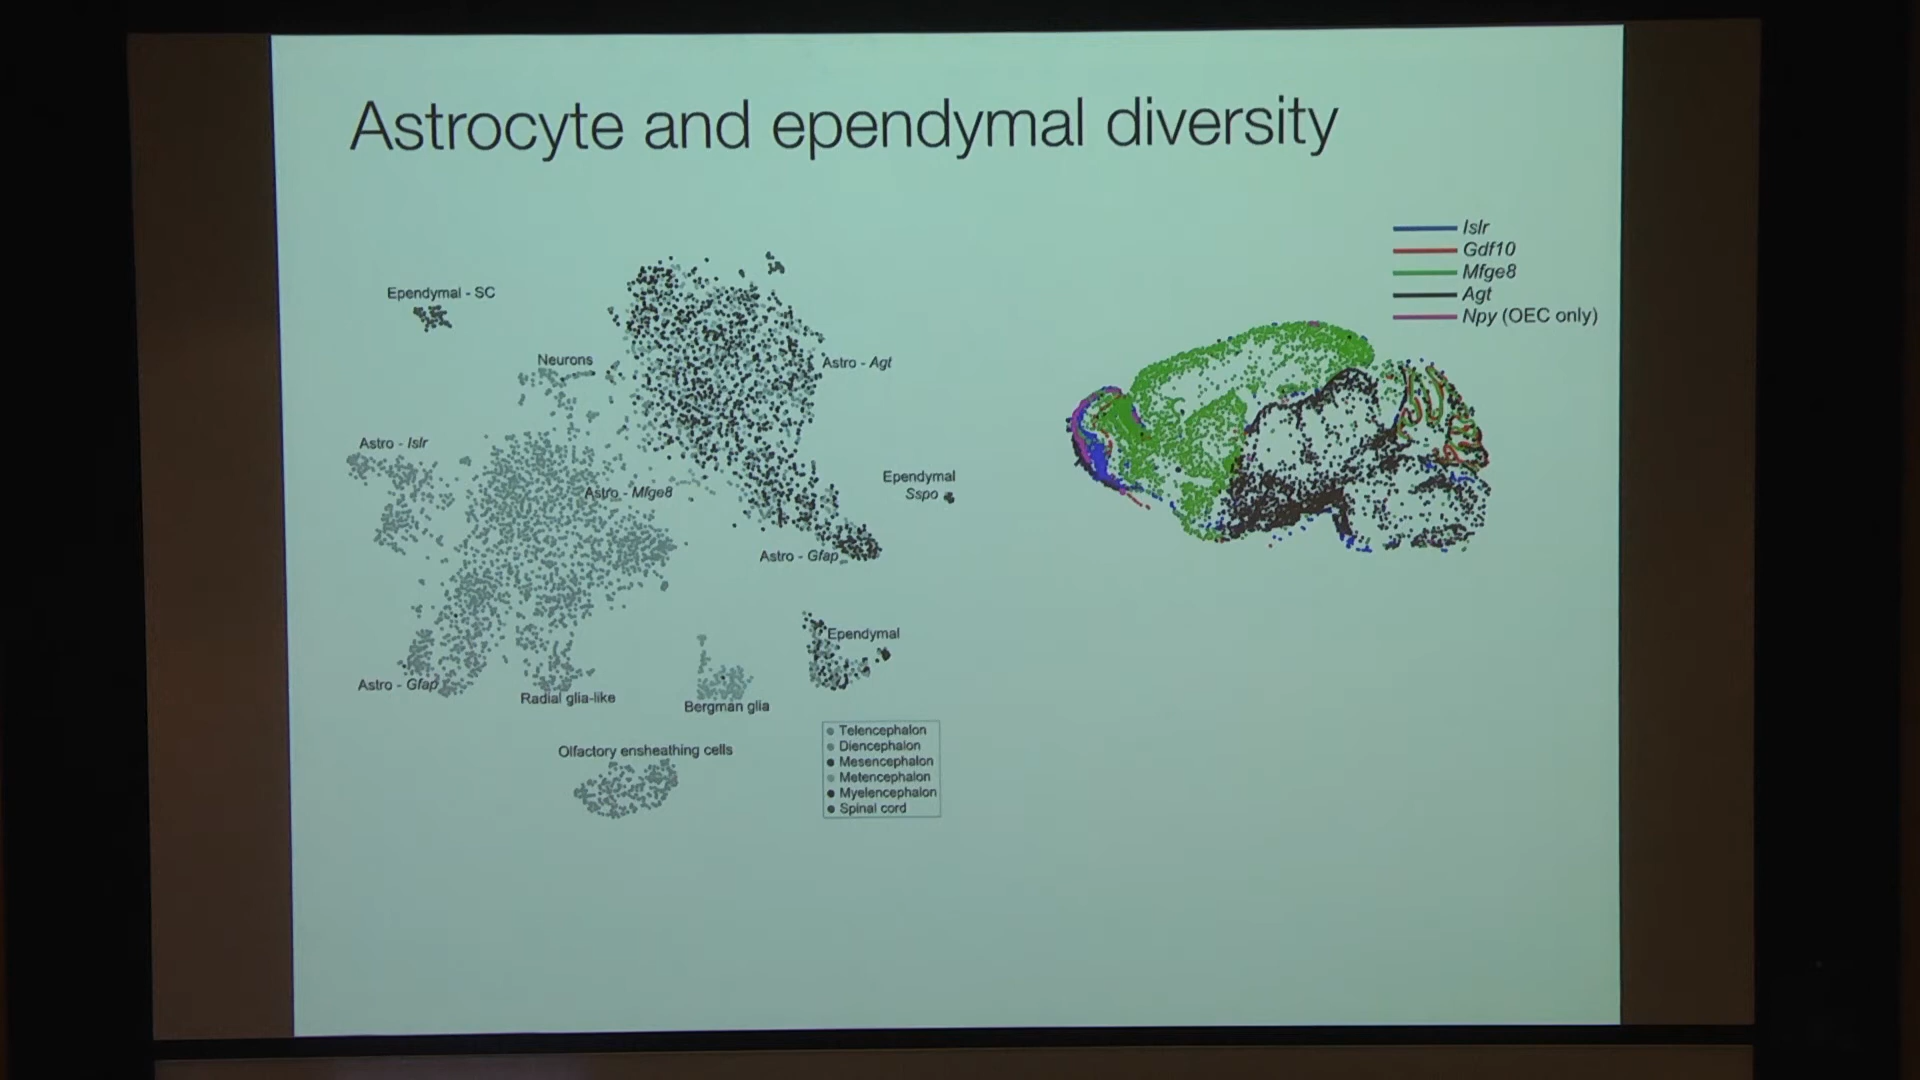 Astrocyte and ependymal diversity
Islr
Gdf10
Mfge8
Agt
Npy (OEC only)
Ependymal - SC
Neurons
Astro - Agt
Astro - Islr
Astro - Mfge8
Ependymal
Sspo
Astro - Gfap
Ependymal
Astro - Gfap
Radial glia-like
Bergman glia
Olfactory ensheathing cells
Telencephalon
Diencephalon
Mesencephalon
Metencephalon
Myelencephalon
Spinal cord